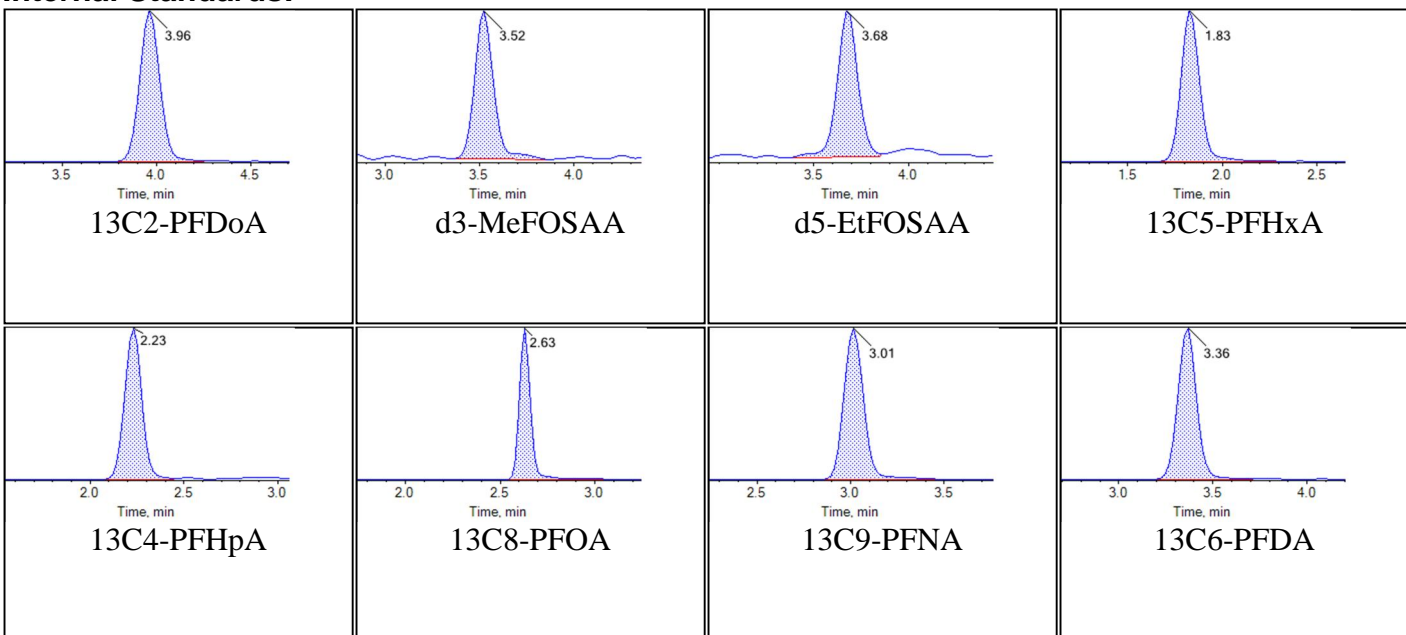 Internal Standards:
3.96
3.5 4.0 4.5
Time, min
13C2-PFDoA
3.52
3.0 3.5 4.0
Time, min
d3-MeFOSAA
3.68
3.5 4.0
Time, min
d5-EtFOSAA
1.83
1.5 2.0 2.5
Time, min
13C5-PFHxA
2.23
2.0 2.5 3.0
Time, min
13C4-PFHpA
2.63
2.0 2.5 3.0
Time, min
13C8-PFOA
3.01
2.5 3.0 3.5
Time, min
13C9-PFNA
3.36
3.0 3.5 4.0
Time, min
13C6-PFDA